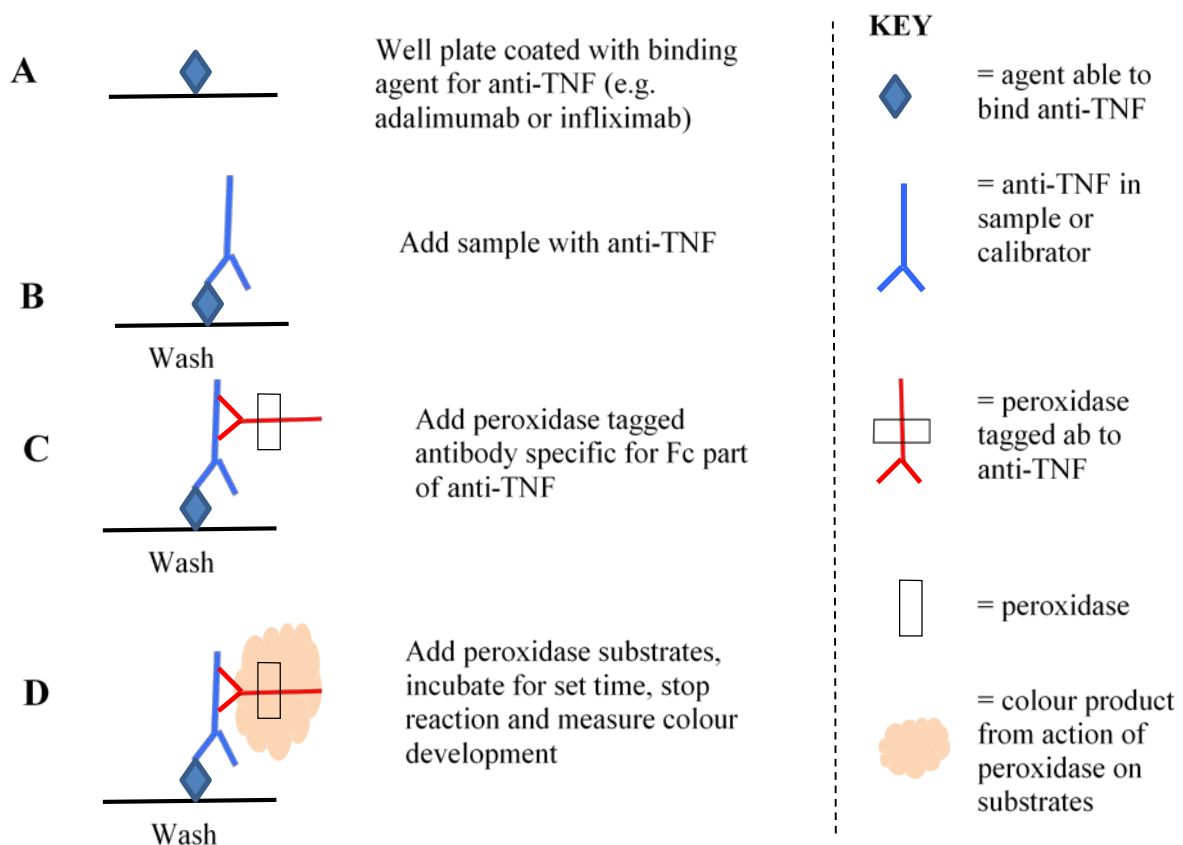 A
Well plate coated with binding
agent for anti-TNF (e.g.
adalimumab or infliximab)
B
Add sample with anti-TNF
Wash
C
Add peroxidase tagged
antibody specific for Fc part
of anti-TNF
Wash
D
Add peroxidase substrates,
incubate for set time, stop
reaction and measure colour
development
Wash
KEY
= agent able to
bind anti-TNF
= anti-TNF in
sample or
calibrator
= peroxidase
tagged ab to
anti-TNF
= peroxidase
= colour product
from action of
peroxidase on
substrates